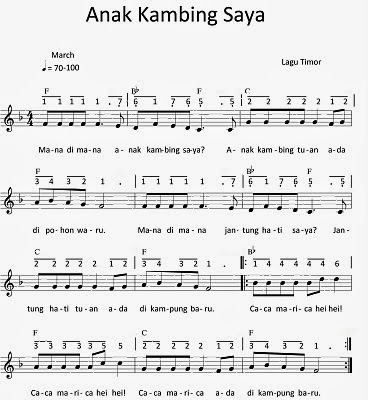 Anak Kambing Saya
March
♩ = 70-100
Lagu Timor
F B♭ F C
1 1 1 1 1 . 7 6 1 7 6 5 . 5 2 2 2 2 2 1 2
Ma-na di ma-na a-nak kam-bing sa-ya? A-nak kam-bing tu-an a-da
F F B♭ F
3 4 3 2 1 . 1 1 1 1 1 . 7 6 1 7 6 5 . 5
di po-hon wa-ru. Ma-na di ma-na jan-tung ha-ti sa-ya? Jan-
C F B♭
2 2 2 2 2 1 2 3 4 3 2 1 . 1 4 4 4 4 4 6
tung ha-ti tu-an a-da di kam-pung ba-ru. Ca-ca ma-ri-ca hei hei!
F C F
3 3 3 3 3 5 5 2 2 2 2 2 1 2 3 4 3 2 1 .
Ca-ca ma-ri-ca hei hei! Ca-ca ma-ri-ca a-da di kam-pung ba-ru.